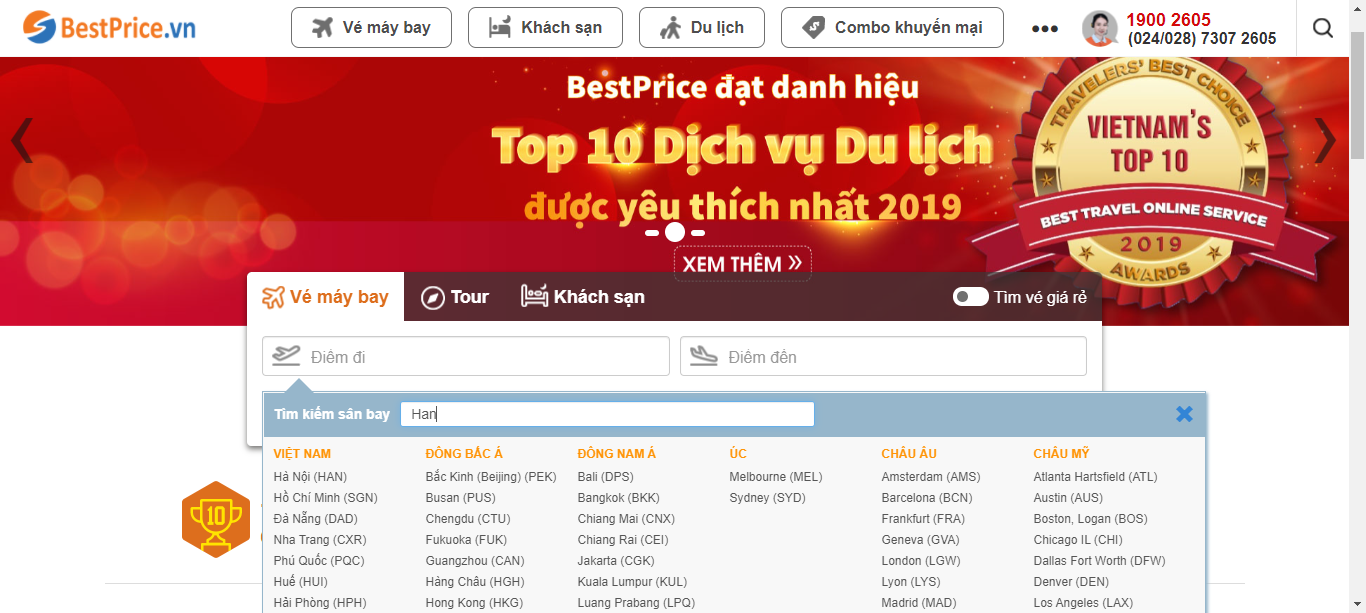 BestPrice.vn
Vé máy bay
Khách sạn
Du lịch
Combo khuyến mại
1900 2605
(024/028) 7307 2605
BestPrice đạt danh hiệu
Top 10 Dịch vụ Du lịch
được yêu thích nhất 2019
XEM THÊM »
TRAVELERS' BEST CHOICE
VIETNAM'S
TOP 10
BEST TRAVEL ONLINE SERVICE
2019
AWARDS
Vé máy bay
Tour
Khách sạn
Tìm vé giá rẻ
Điểm đi
Điểm đến
Tìm kiếm sân bay
Han
VIỆT NAM
Hà Nội (HAN)
Hồ Chí Minh (SGN)
Đà Nẵng (DAD)
Nha Trang (CXR)
Phú Quốc (PQC)
Huế (HUI)
Hải Phòng (HPH)
ĐÔNG BẮC Á
Bắc Kinh (Beijing) (PEK)
Busan (PUS)
Chengdu (CTU)
Fukuoka (FUK)
Guangzhou (CAN)
Hàng Châu (HGH)
Hong Kong (HKG)
ĐÔNG NAM Á
Bali (DPS)
Bangkok (BKK)
Chiang Mai (CNX)
Chiang Rai (CEI)
Jakarta (CGK)
Kuala Lumpur (KUL)
Luang Prabang (LPQ)
ÚC
Melbourne (MEL)
Sydney (SYD)
CHÂU ÂU
Amsterdam (AMS)
Barcelona (BCN)
Frankfurt (FRA)
Geneva (GVA)
London (LGW)
Lyon (LYS)
Madrid (MAD)
CHÂU MỸ
Atlanta Hartsfield (ATL)
Austin (AUS)
Boston, Logan (BOS)
Chicago IL (CHI)
Dallas Fort Worth (DFW)
Denver (DEN)
Los Angeles (LAX)
10